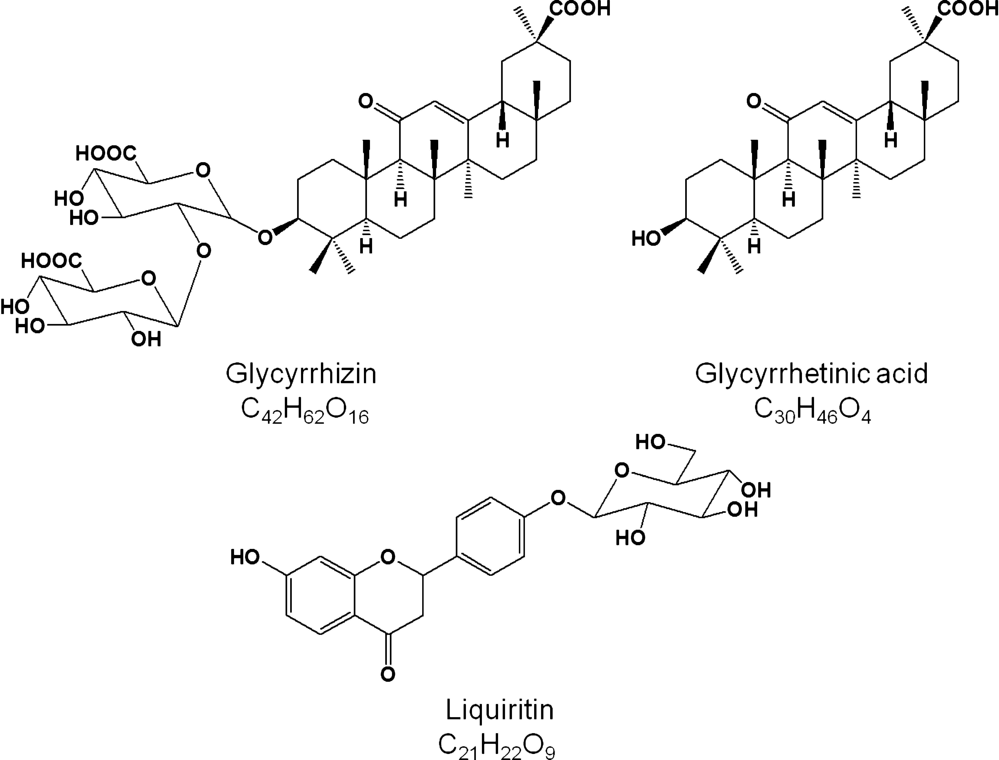 COOH
COOH
O
O
H
H
HOOC
O
HO
H
H
HO
O
HO
H
H
O
HOOC
O
HO
HO
OH
Glycyrrhizin
Glycyrrhetinic acid
C42H62O16
C30H46O4
HO
O
OH
O
OH
HO
HO
O
O
Liquiritin
C21H22O9